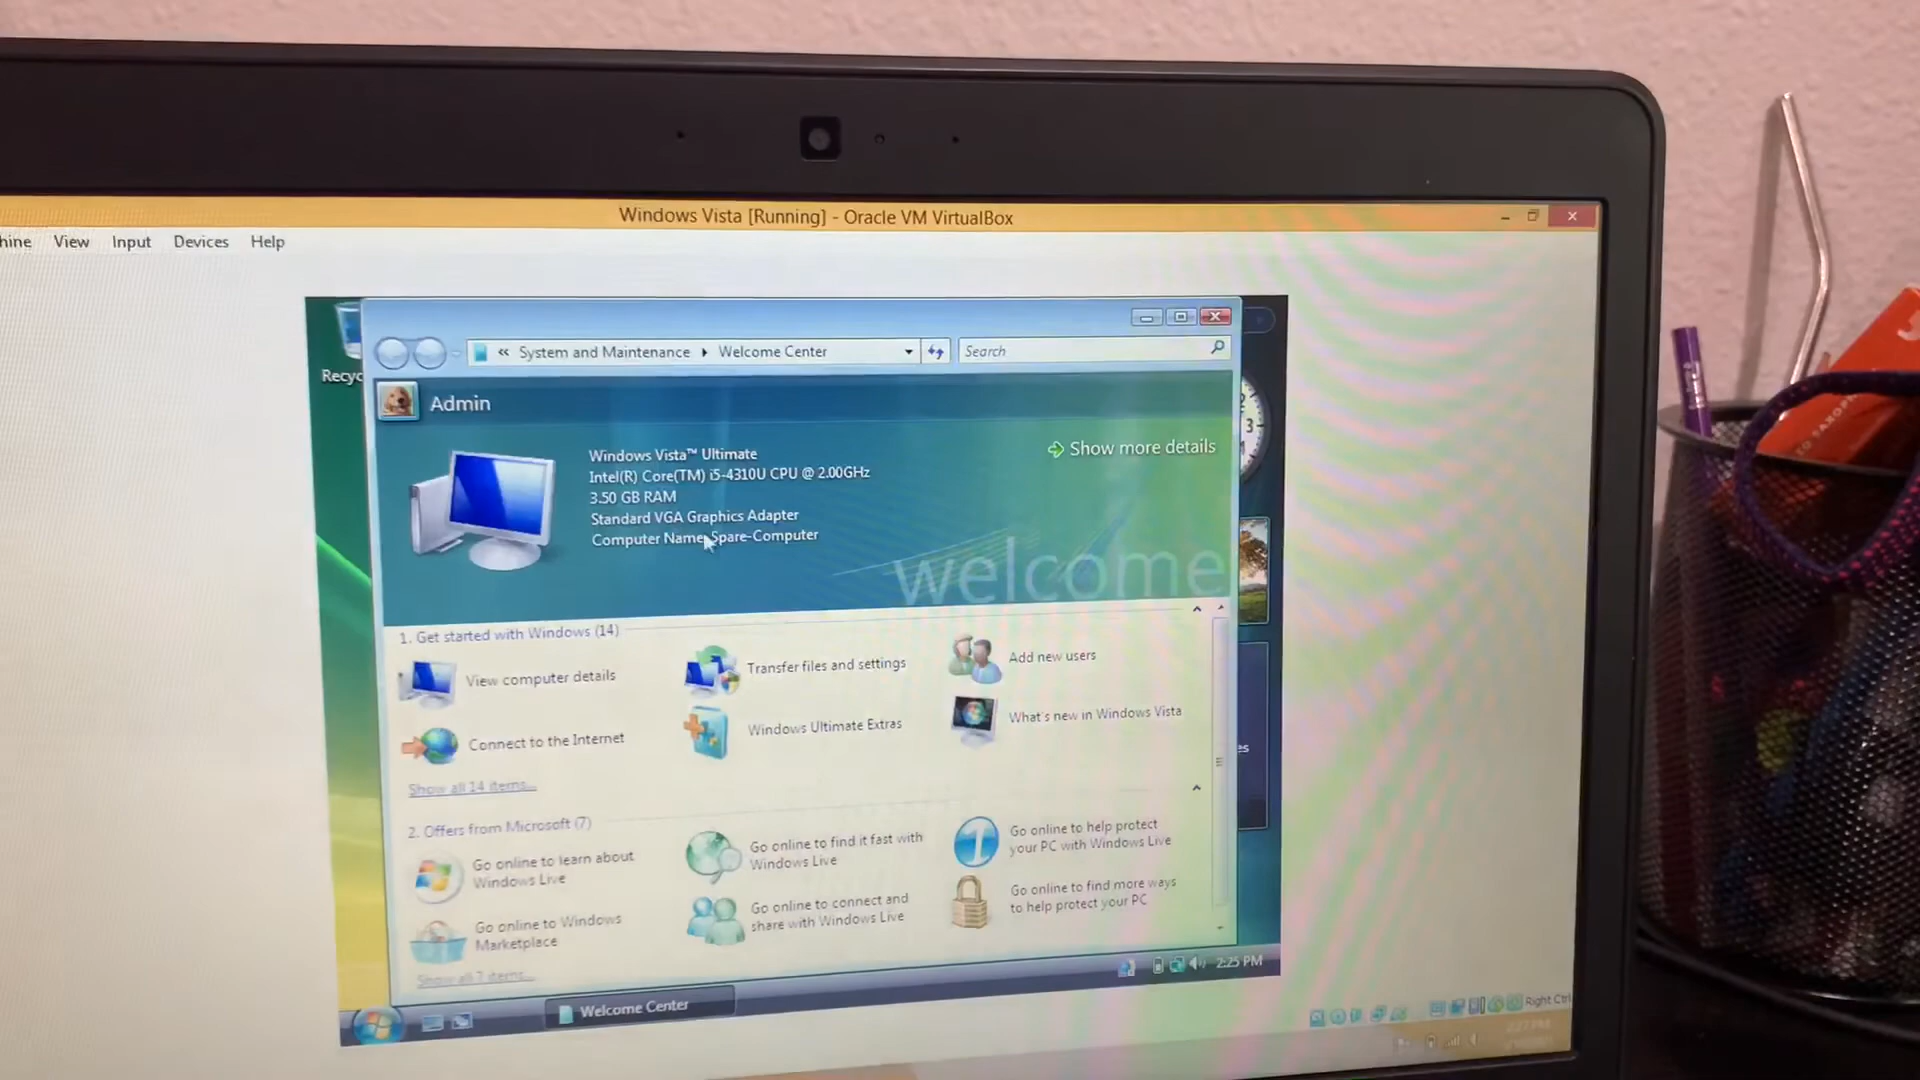 Windows Vista [Running] - Oracle VM VirtualBox
hine View Input Devices Help
Recyc
« System and Maintenance Welcome Center
Search
Admin
Windows Vista™ Ultimate
Intel(R) Core(TM) i5-4310U CPU @ 2.00GHz
3.50 GB RAM
Standard VGA Graphics Adapter
Computer Name: Spare-Computer
Show more details
welcome
1. Get started with Windows (14)
View computer details
Transfer files and settings
Add new users
Connect to the Internet
Windows Ultimate Extras
What's new in Windows Vista
Show all 14 items...
2. Offers from Microsoft (7)
Go online to learn about
Windows Live
Go online to find it fast with
Windows Live
Go online to help protect
your PC with Windows Live
Go online to Windows
Marketplace
Go online to connect and
share with Windows Live
Go online to find more ways
to help protect your PC
Show all 7 items...
es
3
Welcome Center
2:25 PM
Right Ctrl